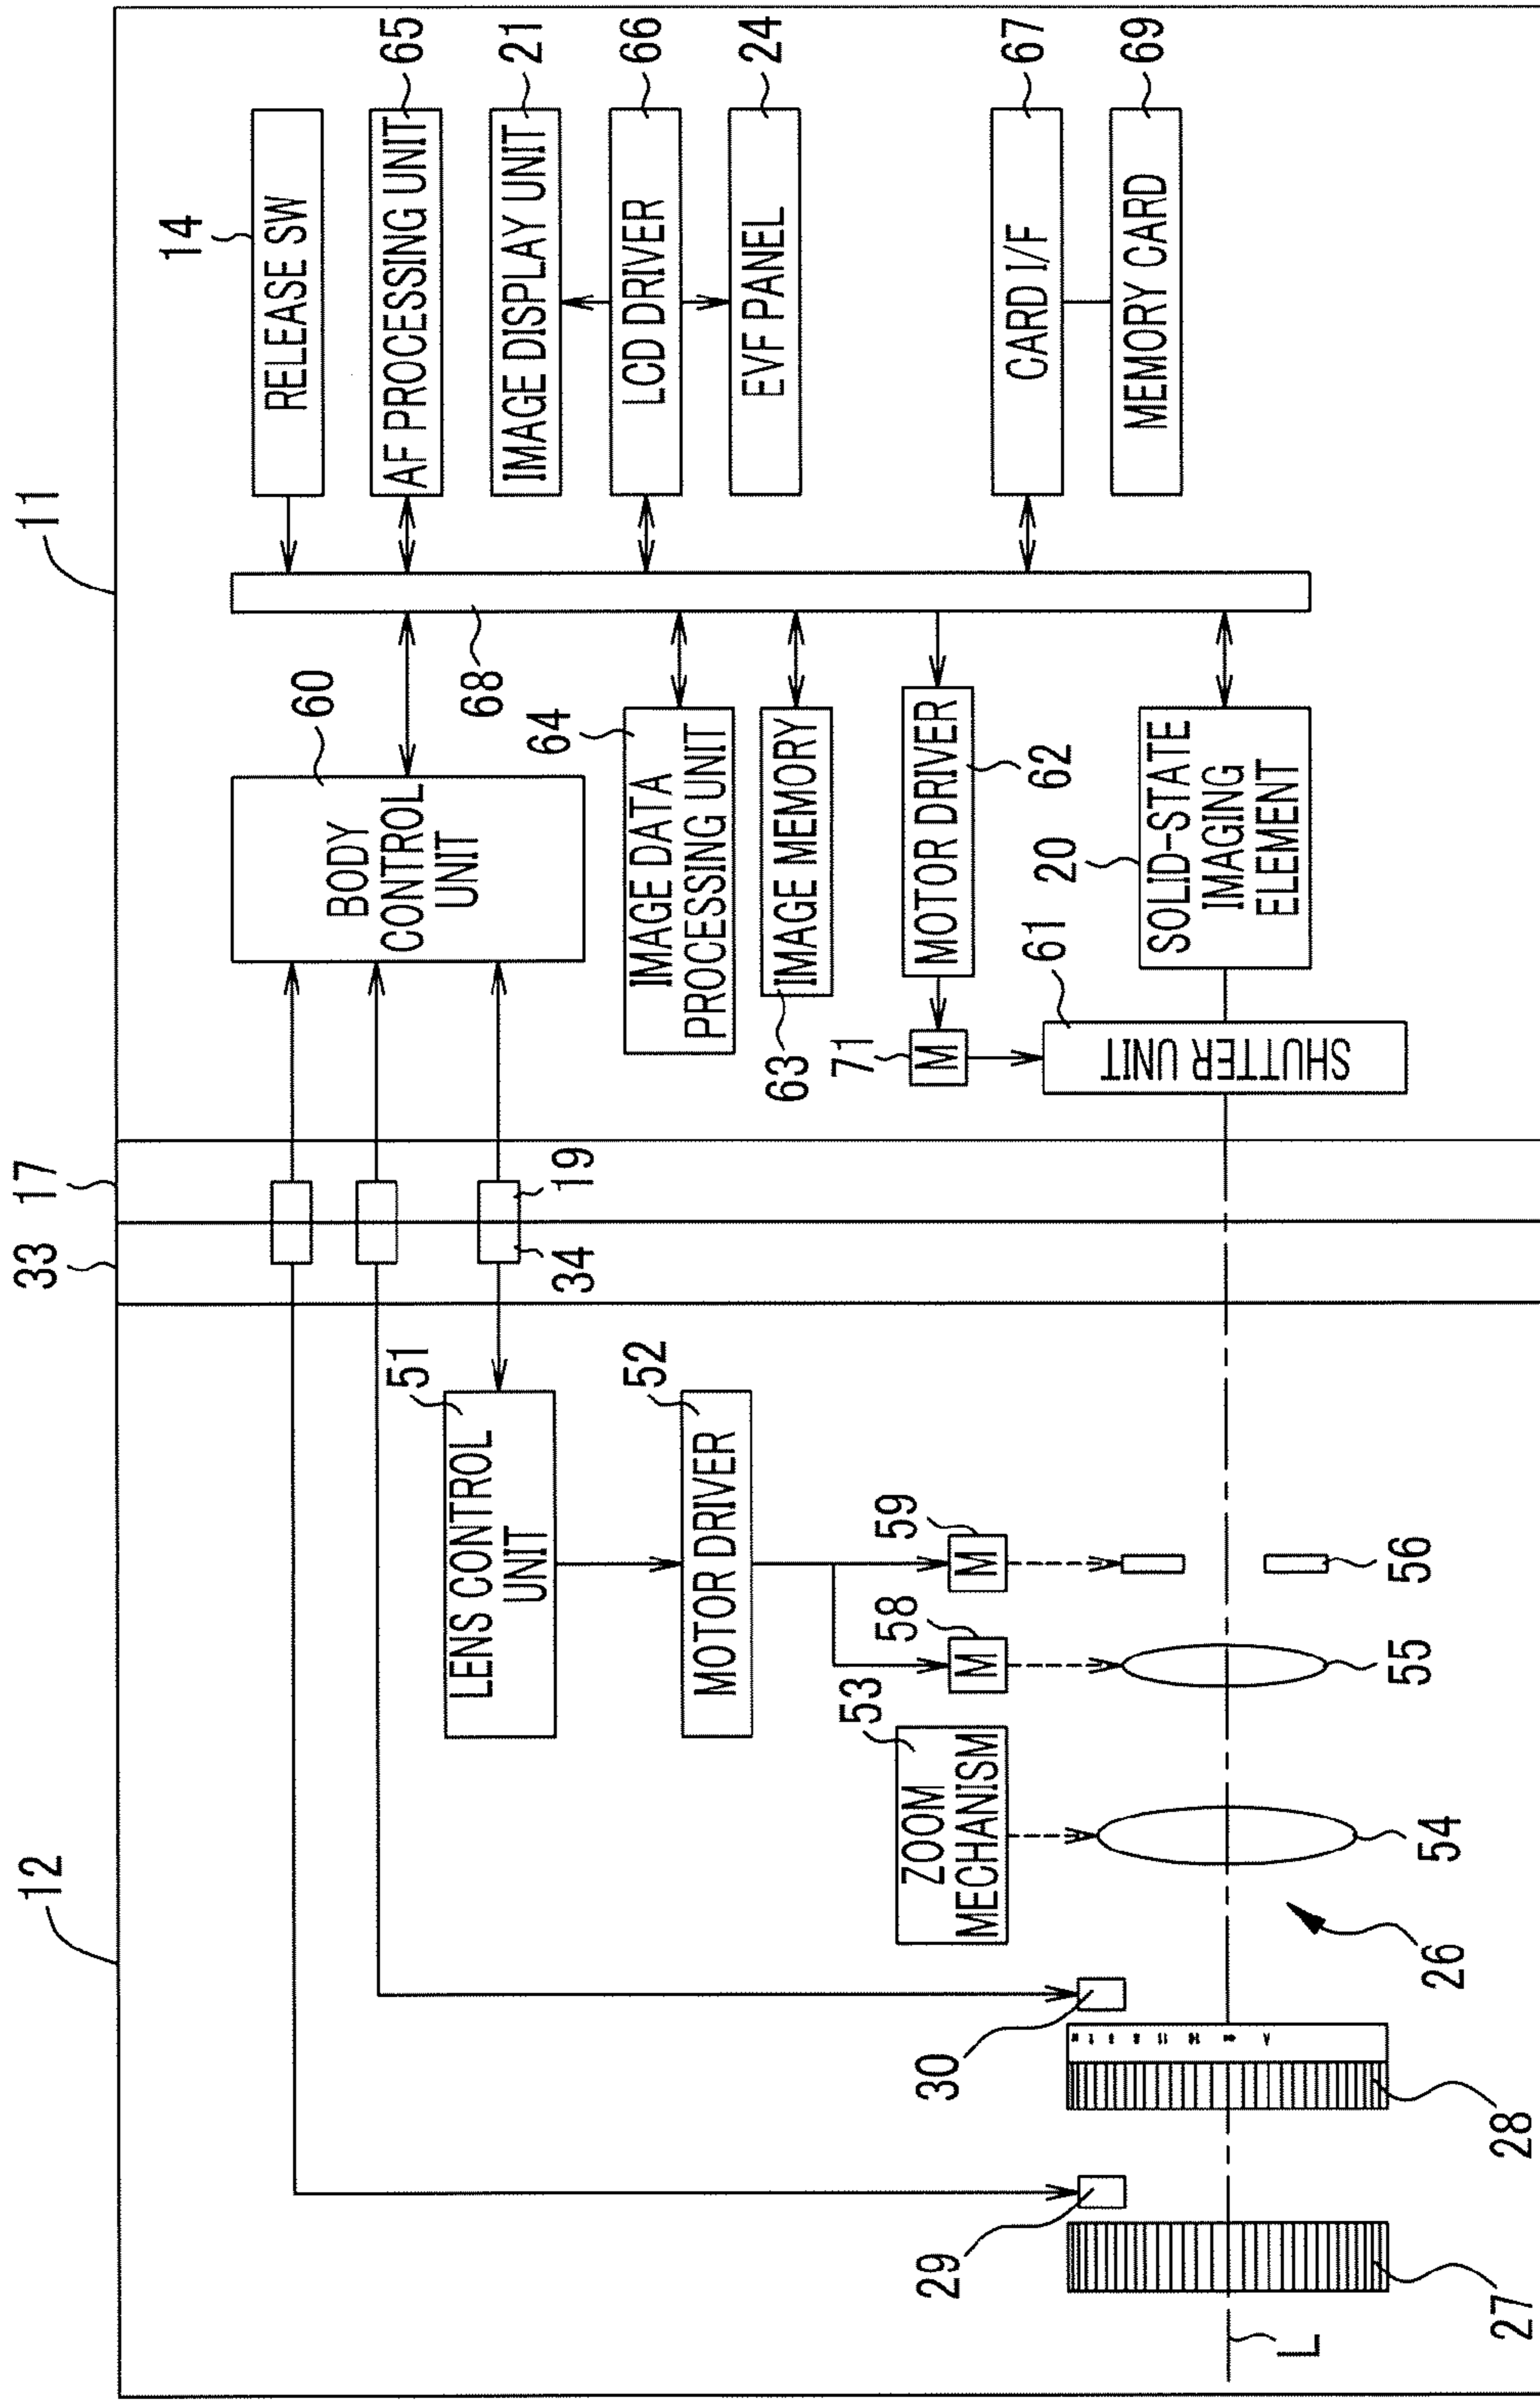 12
33
17
11
51
LENS CONTROL
UNIT
52
MOTOR DRIVER
53
ZOOM
MECHANISM
58
M
59
M
29
30
27
28
26
54
55
56
L
34
19
60
BODY
CONTROL
UNIT
68
64
IMAGE DATA
PROCESSING UNIT
63
IMAGE MEMORY
71
M
MOTOR DRIVER
62
61
SHUTTER UNIT
20
SOLID-STATE
IMAGING
ELEMENT
14
RELEASE SW
AF PROCESSING UNIT
65
IMAGE DISPLAY UNIT
21
LCD DRIVER
66
EVF PANEL
24
CARD I/F
67
MEMORY CARD
69
8
11
16
A